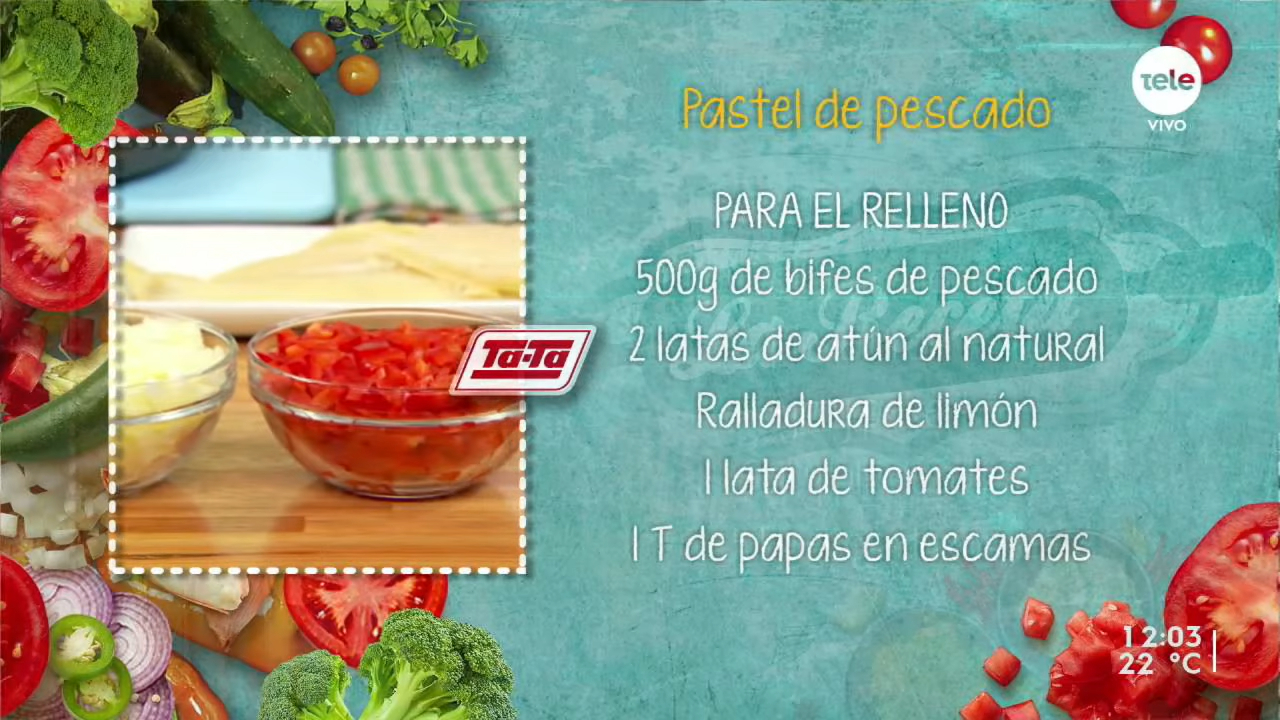 Pastel de pescado
tele
VIVO
PARA EL RELLENO
500g de bifes de pescado
2 latas de atún al natural
Ta-Ta
Ralladura de limón
1 lata de tomates
1 T de papas en escamas
12:03
22 °C